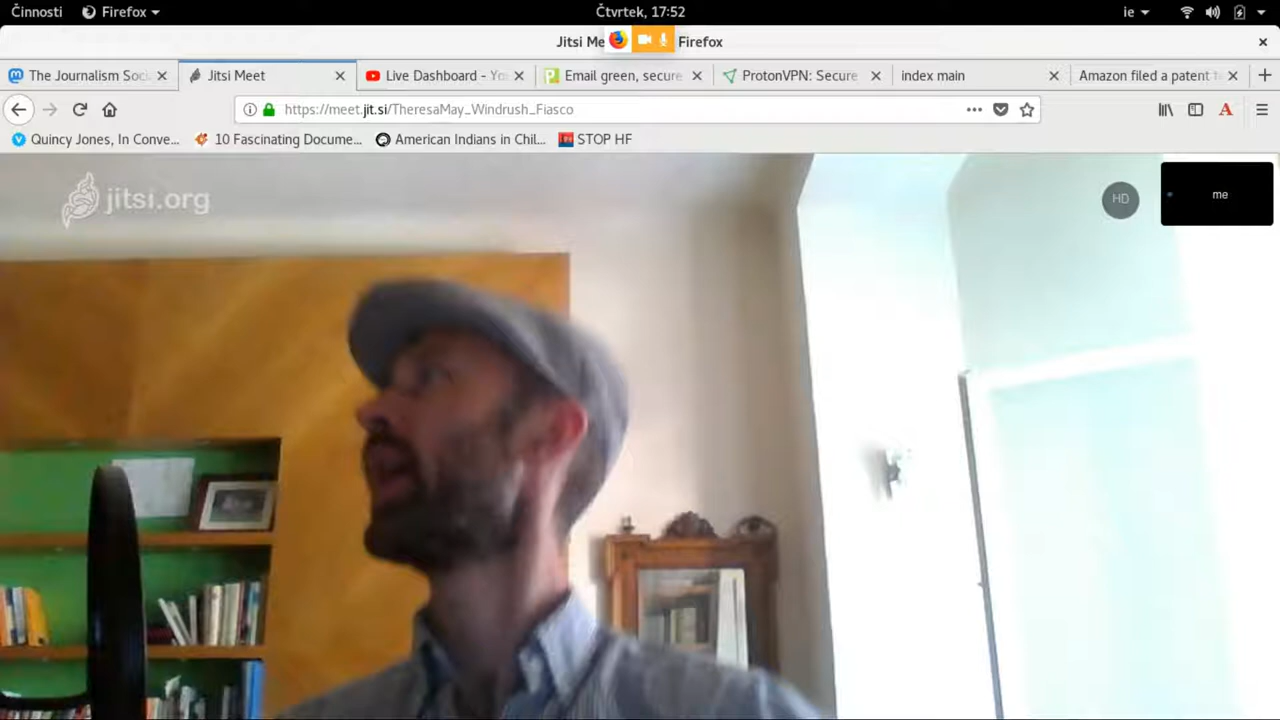 Činnosti Firefox Čtvrtek, 17:52 ie
Jitsi Me Firefox
The Journalism Soci Jitsi Meet Live Dashboard - Yo Email green, secure ProtonVPN: Secure index main Amazon filed a patent
https://meet.jit.si/TheresaMay_Windrush_Fiasco
Quincy Jones, In Conve... 10 Fascinating Docume... American Indians in Chil... STOP HF
jitsi.org HD me